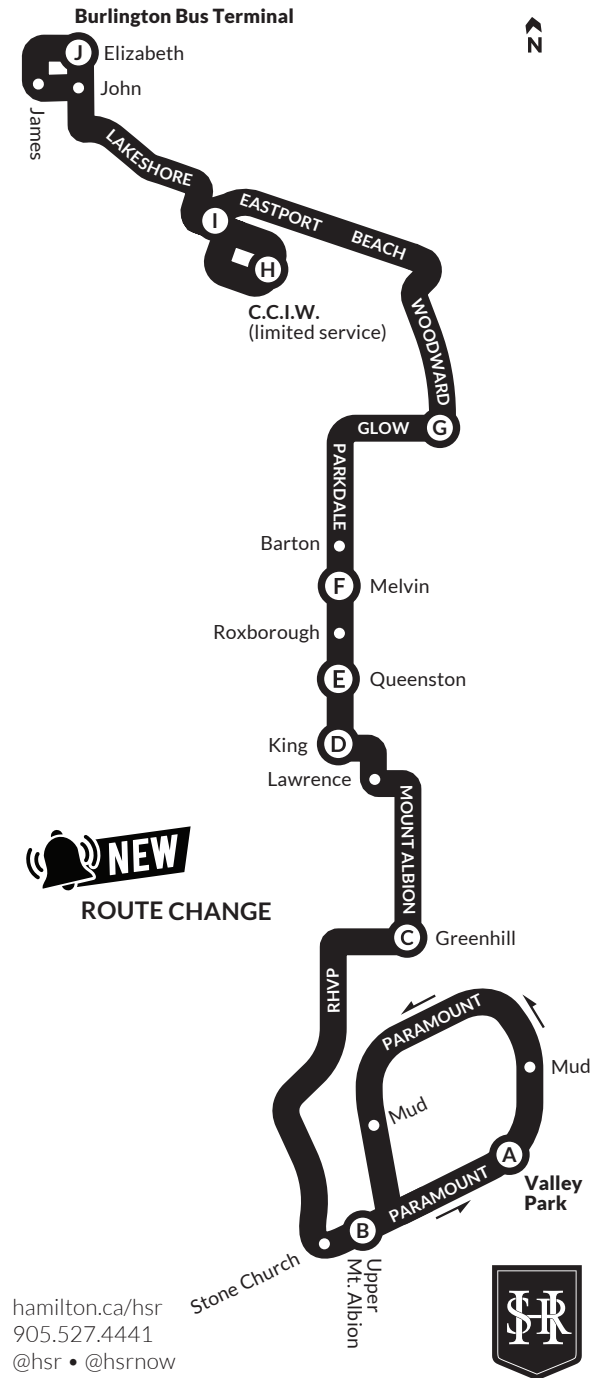 Burlington Bus Terminal
N
J
Elizabeth
John
James
LAKESHORE
I
EASTPORT
BEACH
H
C.C.I.W.
(limited service)
WOODWARD
GLOW
G
PARKDALE
Barton
F
Melvin
Roxborough
E
Queenston
King
D
Lawrence
MOUNT ALBION
NEW
ROUTE CHANGE
C
Greenhill
RHVP
PARAMOUNT
Mud
Mud
A
Valley
Park
PARAMOUNT
B
Upper
Mt. Albion
Stone Church
hamilton.ca/hsr
905.527.4441
@hsr • @hsrnow
HSR